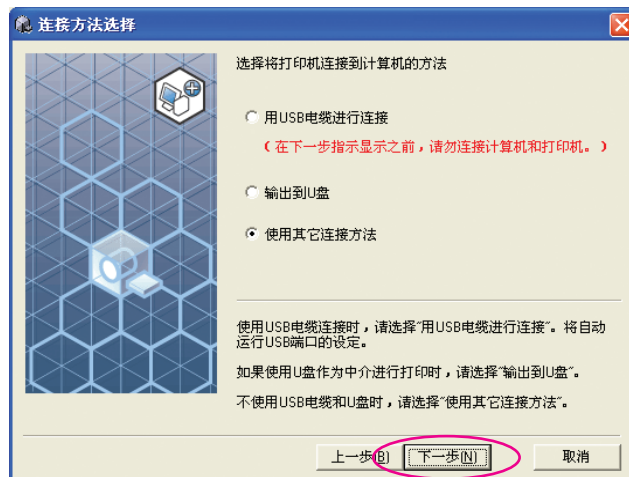 连接方法选择
选择将打印机连接到计算机的方法
用USB电缆进行连接
(在下一步指示显示之前，请勿连接计算机和打印机。)
输出到U盘
使用其它连接方法
使用USB电缆连接时，请选择"用USB电缆进行连接"。将自动
运行USB端口的设定。
如果使用U盘作为中介进行打印时，请选择"输出到U盘"。
不使用USB电缆和U盘时，请选择"使用其它连接方法"。
上一步(B) 下一步(N) 取消